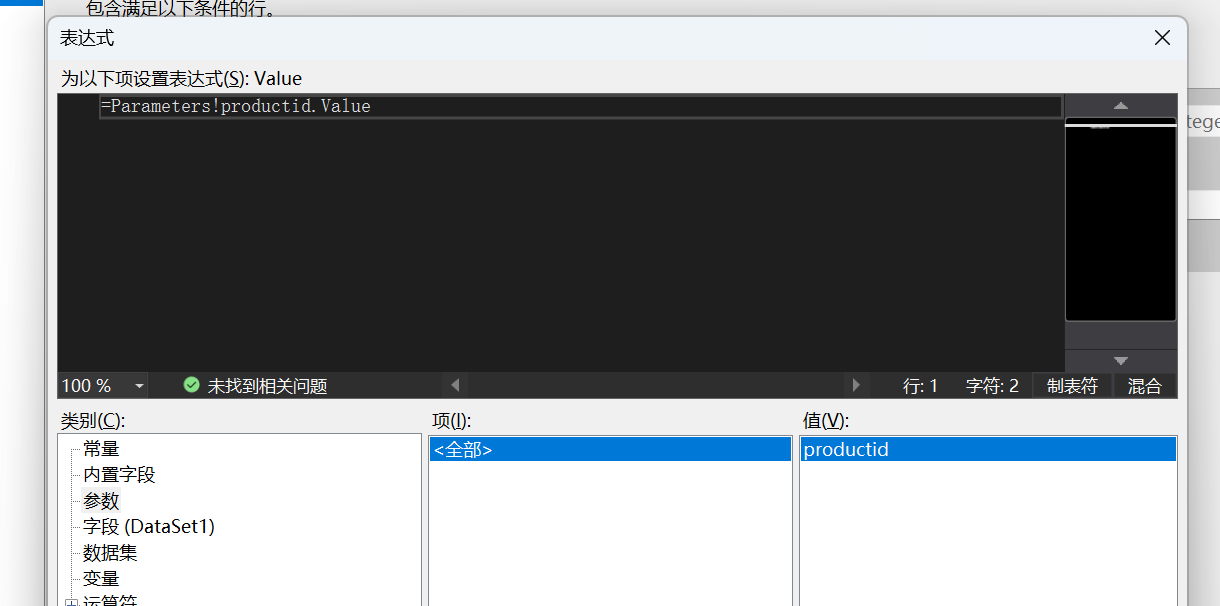 包含满足以下条件的行。
表达式
为以下项设置表达式(S): Value
=Parameters!productid.Value
tege
100 %
未找到相关问题
行: 1
字符: 2
制表符
混合
类别(C):
项(I):
值(V):
常量
<全部>
productid
内置字段
参数
字段 (DataSet1)
数据集
变量
运算符